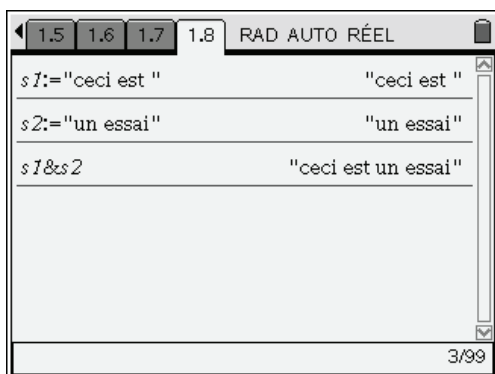 1.5 1.6 1.7 1.8 RAD AUTO RÉEL
s1:="ceci est " "ceci est "
s2:="un essai" "un essai"
s1&s2 "ceci est un essai"
3/99